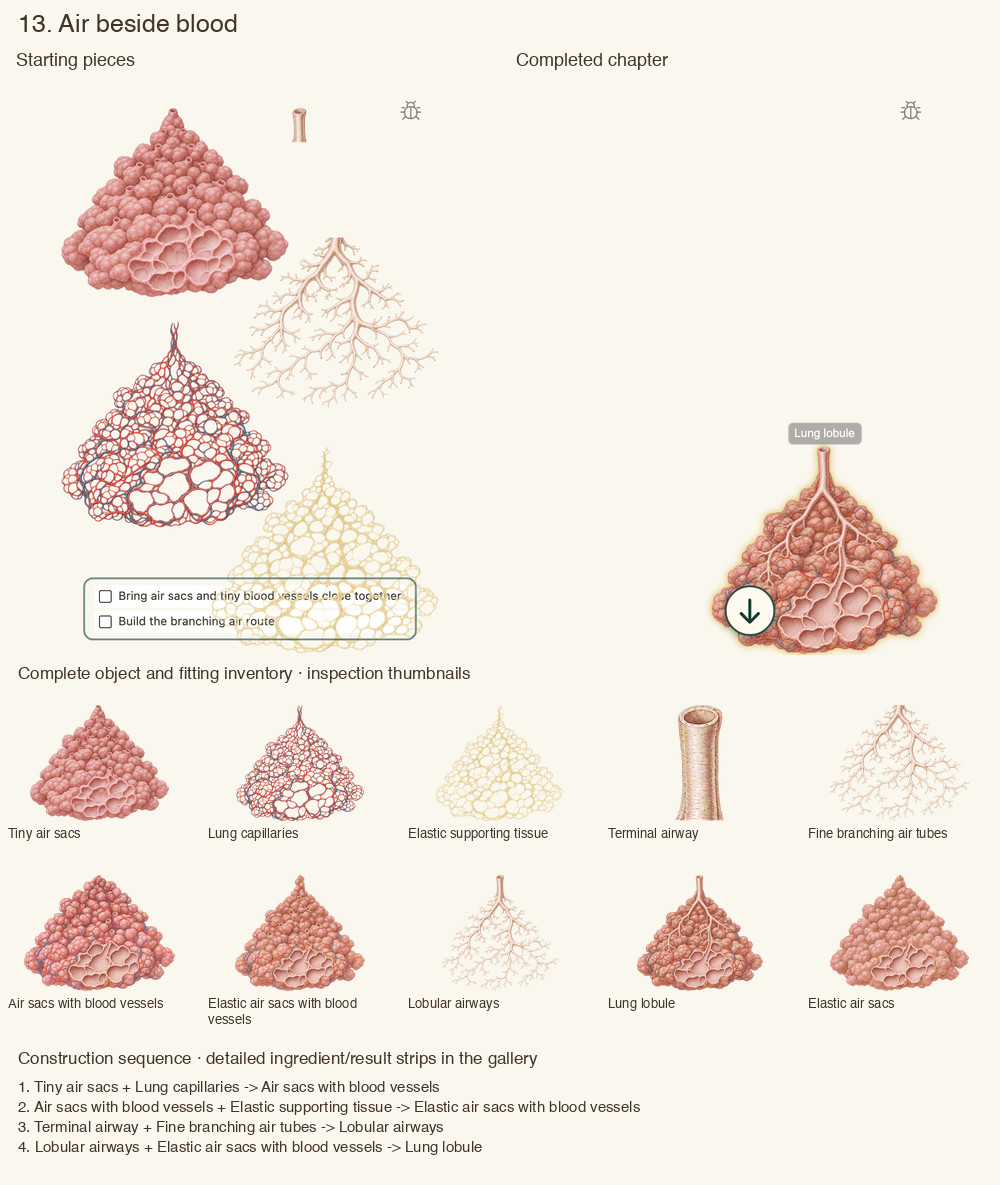 13. Air beside blood
Starting pieces
Completed chapter
Lung lobule
Bring air sacs and tiny blood vessels close together
Build the branching air route
Complete object and fitting inventory · inspection thumbnails
Tiny air sacs
Lung capillaries
Elastic supporting tissue
Terminal airway
Fine branching air tubes
Air sacs with blood vessels
Elastic air sacs with blood
vessels
Lobular airways
Lung lobule
Elastic air sacs
Construction sequence · detailed ingredient/result strips in the gallery
1. Tiny air sacs + Lung capillaries -> Air sacs with blood vessels
2. Air sacs with blood vessels + Elastic supporting tissue -> Elastic air sacs with blood vessels
3. Terminal airway + Fine branching air tubes -> Lobular airways
4. Lobular airways + Elastic air sacs with blood vessels -> Lung lobule